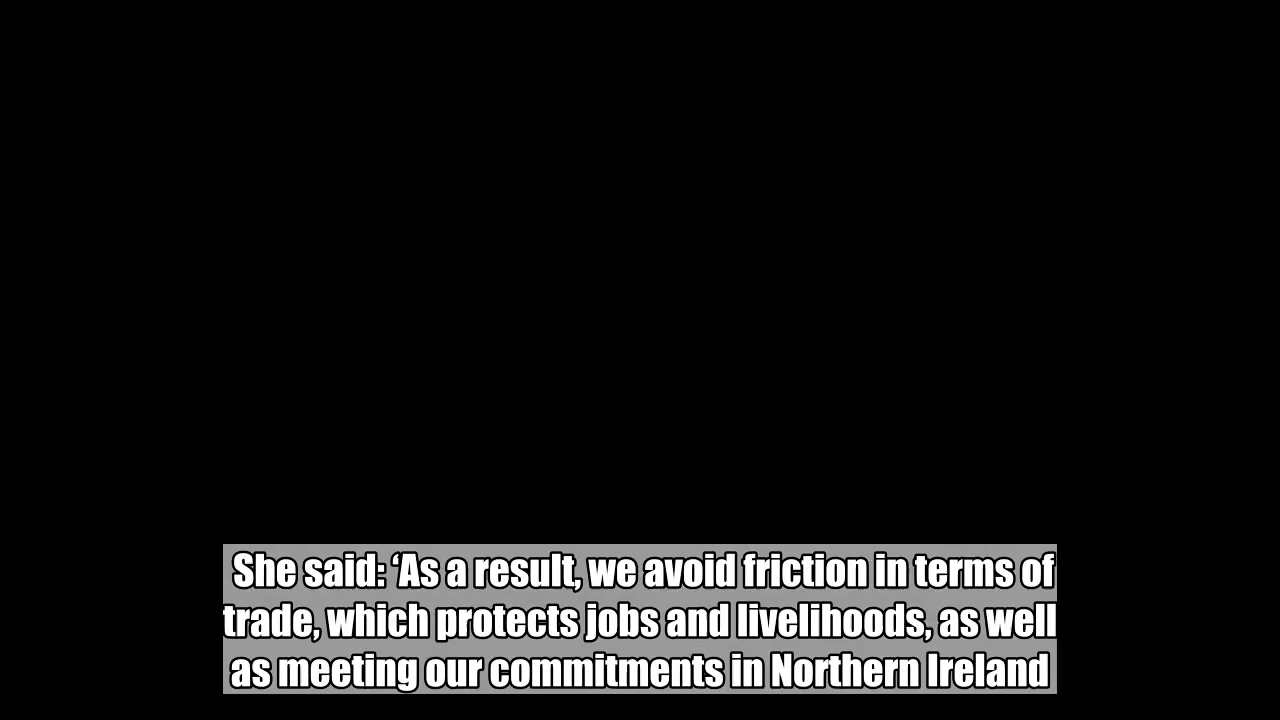 She said: ‘As a result, we avoid friction in terms of
trade, which protects jobs and livelihoods, as well
as meeting our commitments in Northern Ireland